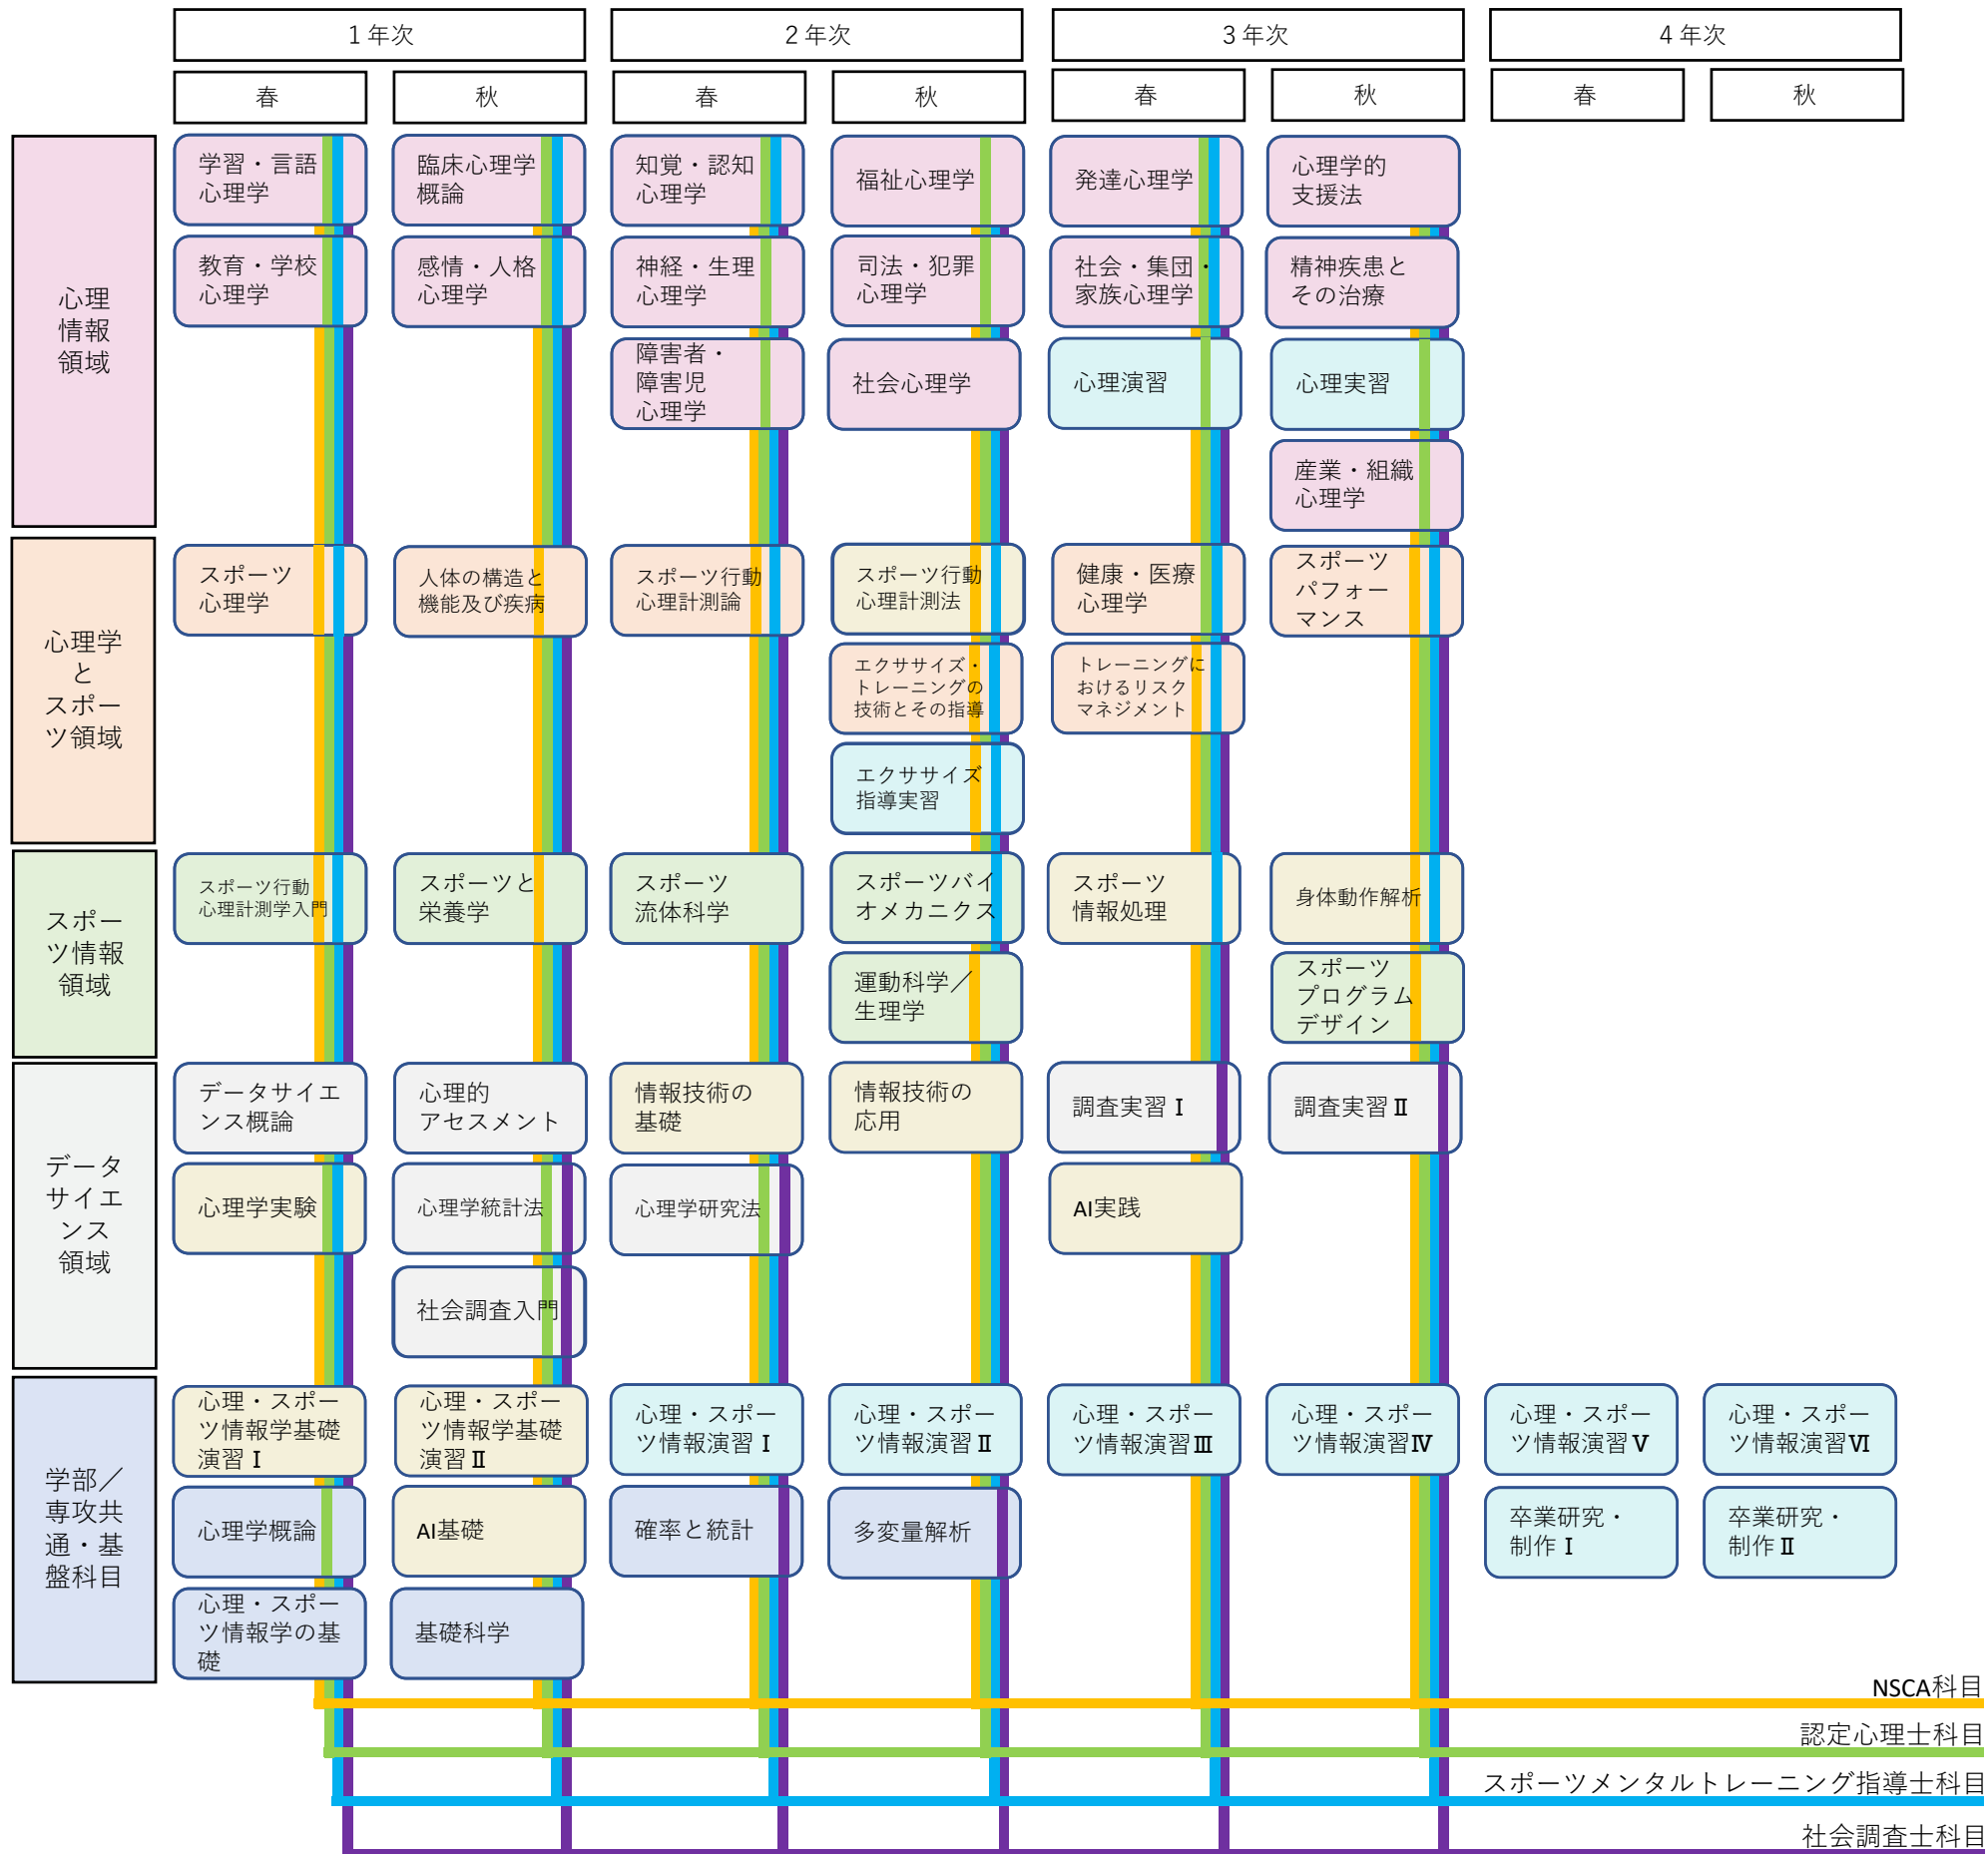 1年次
2年次
3年次
4年次
春
秋
春
秋
春
秋
春
秋
心理
情報
領域
学習・言語
心理学
臨床心理学
概論
知覚・認知
心理学
福祉心理学
発達心理学
心理学的
支援法
教育・学校
心理学
感情・人格
心理学
神経・生理
心理学
司法・犯罪
心理学
社会・集団・
家族心理学
精神疾患と
その治療
障害者・
障害児
心理学
社会心理学
心理演習
心理実習
産業・組織
心理学
心理学
と
スポー
ツ領域
スポーツ
心理学
人体の構造と
機能及び疾病
スポーツ行動
心理計測論
スポーツ行動
心理計測法
健康・医療
心理学
スポーツ
パフォー
マンス
エクササイズ・
トレーニングの
技術とその指導
トレーニングに
おけるリスク
マネジメント
エクササイズ
指導実習
スポー
ツ情報
領域
スポーツ行動
心理計測学入門
スポーツと
栄養学
スポーツ
流体科学
スポーツバイ
オメカニクス
スポーツ
情報処理
身体動作解析
運動科学／
生理学
スポーツ
プログラム
デザイン
データ
サイエ
ンス
領域
データサイエ
ンス概論
心理的
アセスメント
情報技術の
基礎
情報技術の
応用
調査実習Ⅰ
調査実習Ⅱ
心理学実験
心理学統計法
心理学研究法
AI実践
社会調査入門
学部／
専攻共
通・基
盤科目
心理・スポー
ツ情報学基礎
演習Ⅰ
心理・スポー
ツ情報学基礎
演習Ⅱ
心理・スポー
ツ情報演習Ⅰ
心理・スポー
ツ情報演習Ⅱ
心理・スポー
ツ情報演習Ⅲ
心理・スポー
ツ情報演習Ⅳ
心理・スポー
ツ情報演習Ⅴ
心理・スポー
ツ情報演習Ⅵ
心理学概論
AI基礎
確率と統計
多変量解析
卒業研究・
制作Ⅰ
卒業研究・
制作Ⅱ
心理・スポー
ツ情報学の基
礎
基礎科学
NSCA科目
認定心理士科目
スポーツメンタルトレーニング指導士科目
社会調査士科目